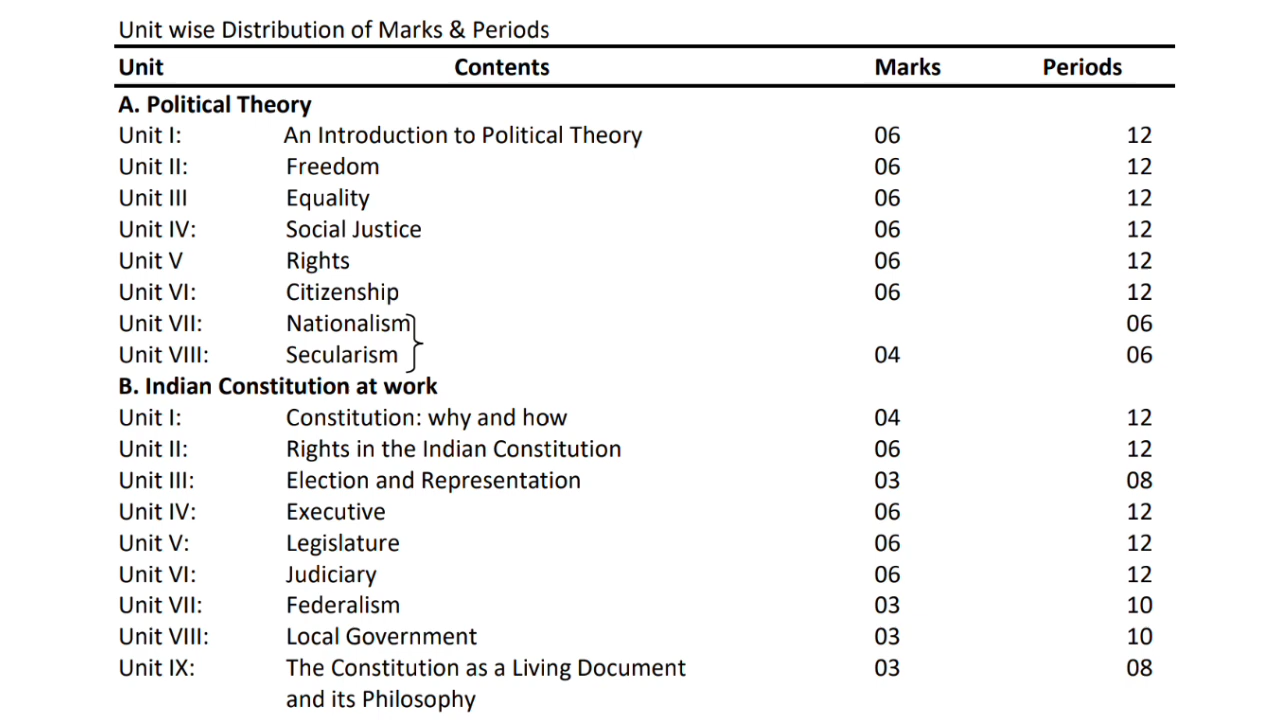 Unit wise Distribution of Marks & Periods
Unit Contents Marks Periods
A. Political Theory
Unit I: An Introduction to Political Theory 06 12
Unit II: Freedom 06 12
Unit III Equality 06 12
Unit IV: Social Justice 06 12
Unit V Rights 06 12
Unit VI: Citizenship 06 12
Unit VII: Nationalism 06
Unit VIII: Secularism 04 06
B. Indian Constitution at work
Unit I: Constitution: why and how 04 12
Unit II: Rights in the Indian Constitution 06 12
Unit III: Election and Representation 03 08
Unit IV: Executive 06 12
Unit V: Legislature 06 12
Unit VI: Judiciary 06 12
Unit VII: Federalism 03 10
Unit VIII: Local Government 03 10
Unit IX: The Constitution as a Living Document 03 08
and its Philosophy